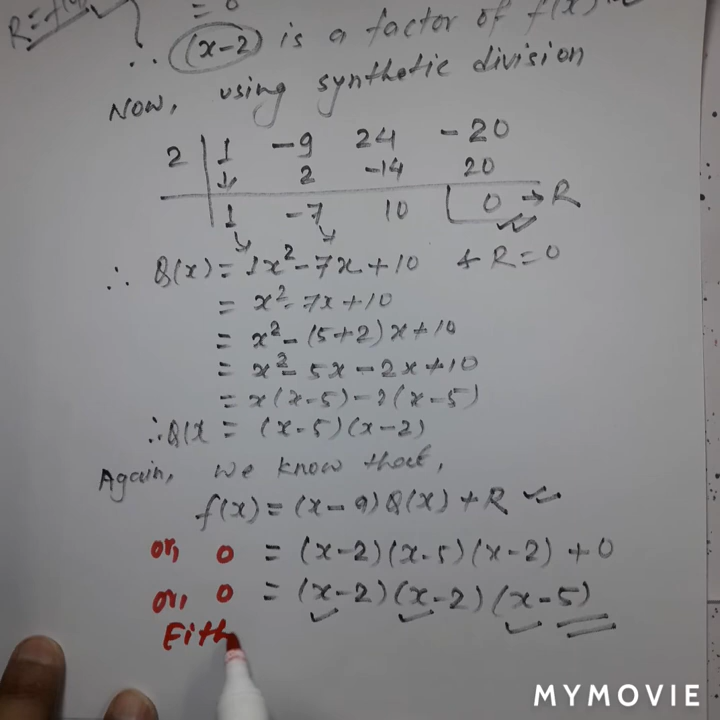 = 0
R = f(a)
∴ (x-2) is a factor of f(x)
Now, using synthetic division
2 | 1 -9 24 -20
↓ 2 -14 20
1 -7 10 0 → R
∴ Q(x) = 1x² - 7x + 10 & R = 0
= x² - 7x + 10
= x² - (5+2)x + 10
= x² - 5x - 2x + 10
= x(x-5) - 2(x-5)
∴ Q(x = (x-5)(x-2)
Again, we know that,
f(x) = (x-a)Q(x) + R
or, 0 = (x-2)(x-5)(x-2) + 0
or, 0 = (x-2)(x-2)(x-5)
Eith
MYMOVIE